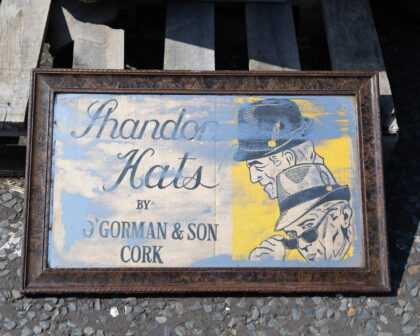 Shandon
Hats
BY
O'GORMAN & SON
CORK